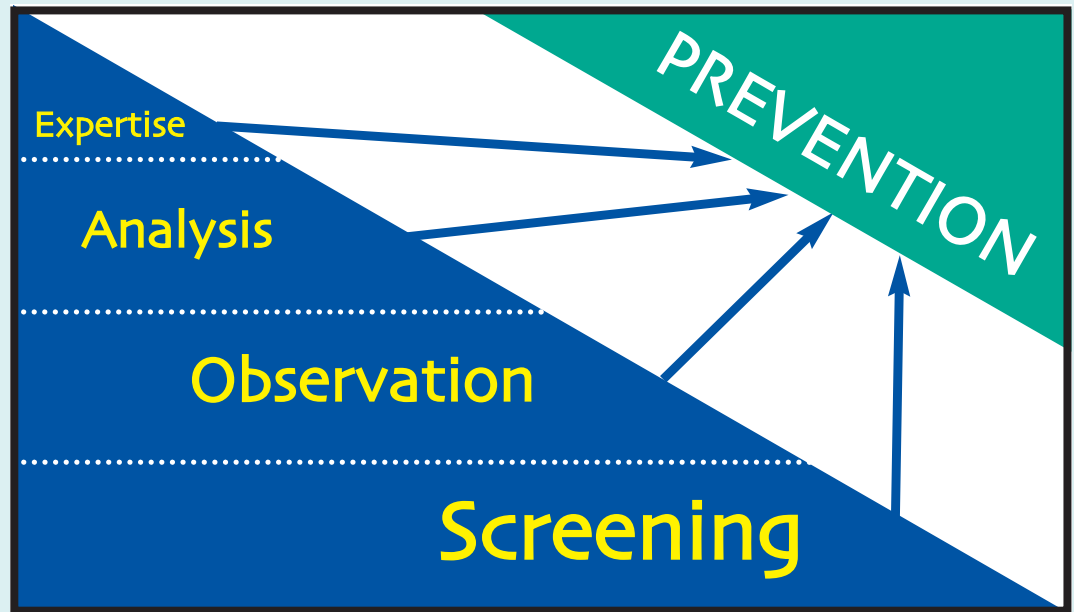 PREVENTION
Expertise
Analysis
Observation
Screening